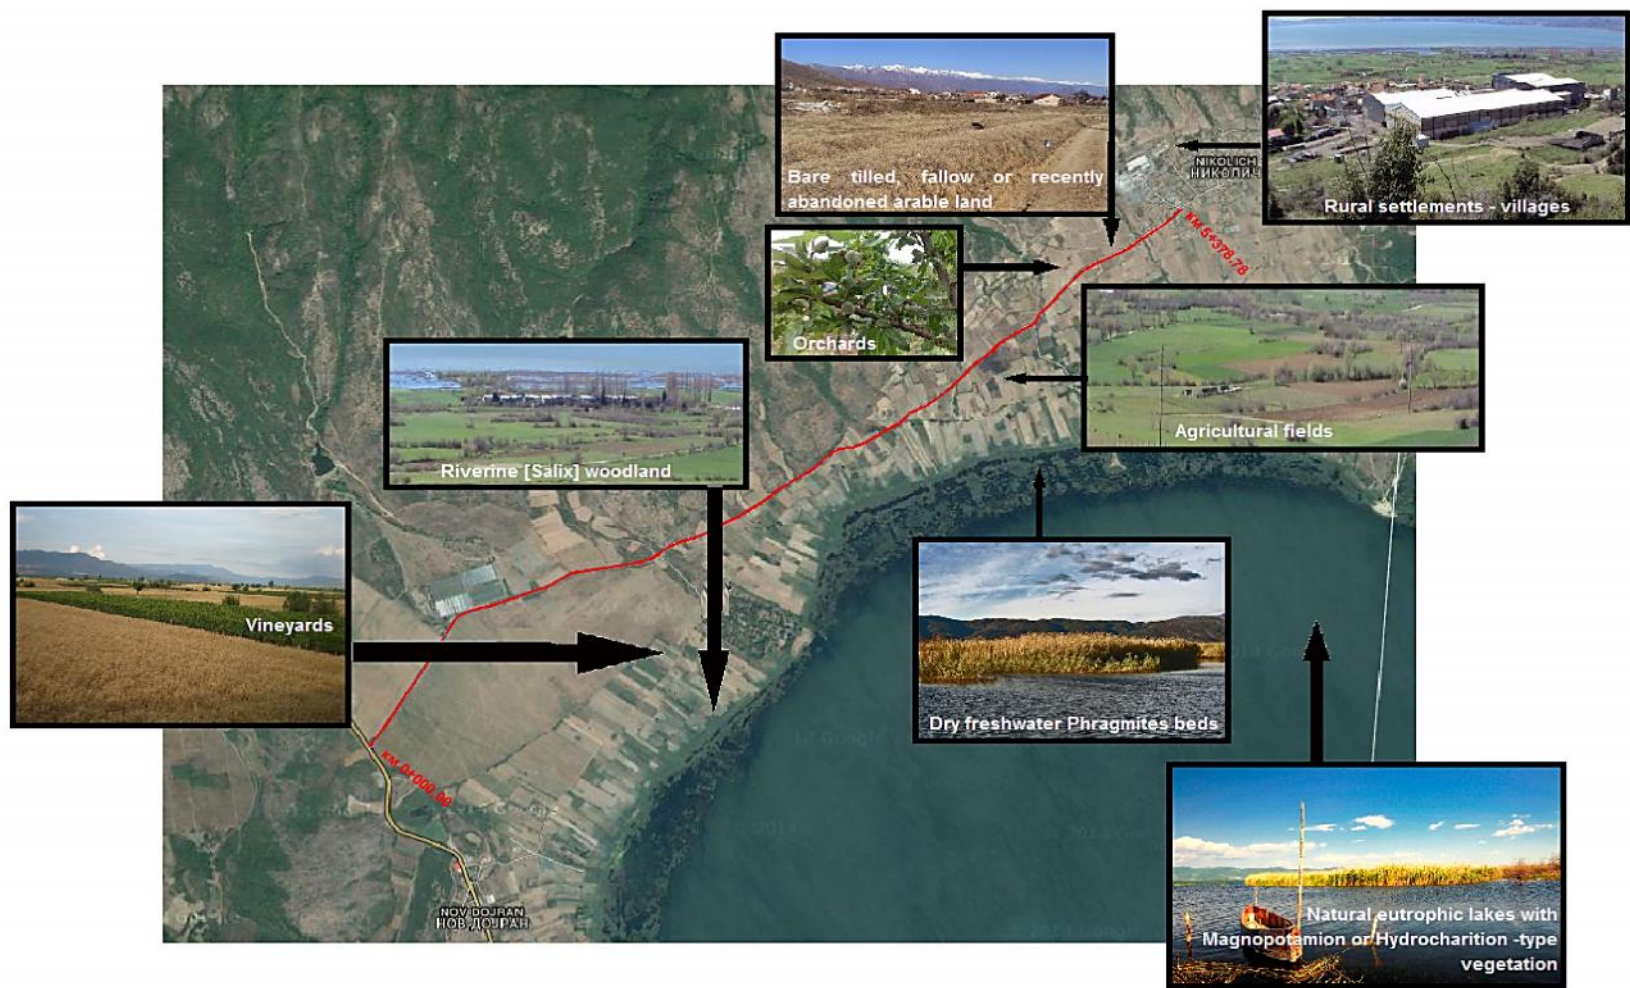 Bare tilled, fallow or recently
abandoned arable land
Rural settlements - villages
NIKOLICH
НИКОЛИЧ
км 5+378.78
Orchards
Agricultural fields
Riverine [Salix] woodland
Vineyards
Dry freshwater Phragmites beds
км 0+000.00
NOV DOJRAN
НОВ ДОЈРАН
Natural eutrophic lakes with
Magnopotamion or Hydrocharition -type
vegetation